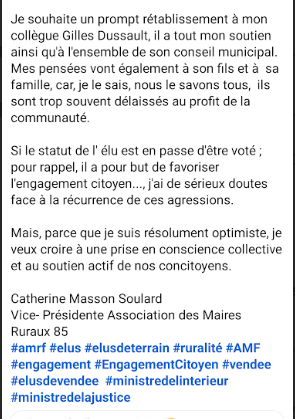 Je souhaite un prompt rétablissement à mon
collègue Gilles Dussault, il a tout mon soutien
ainsi qu'à l'ensemble de son conseil municipal.
Mes pensées vont également à son fils et à sa
famille, car, je le sais, nous le savons tous, ils
sont trop souvent délaissés au profit de la
communauté.

Si le statut de l' élu est en passe d'être voté ;
pour rappel, il a pour but de favoriser
l'engagement citoyen..., j'ai de sérieux doutes
face à la récurrence de ces agressions.

Mais, parce que je suis résolument optimiste, je
veux croire à une prise en conscience collective
et au soutien actif de nos concitoyens.

Catherine Masson Soulard
Vice- Présidente Association des Maires
Ruraux 85
#amrf #elus #elusdeterrain #ruralité #AMF
#engagement #EngagementCitoyen #vendee
#elusdevendee #ministredelinterieur
#ministredelajustice